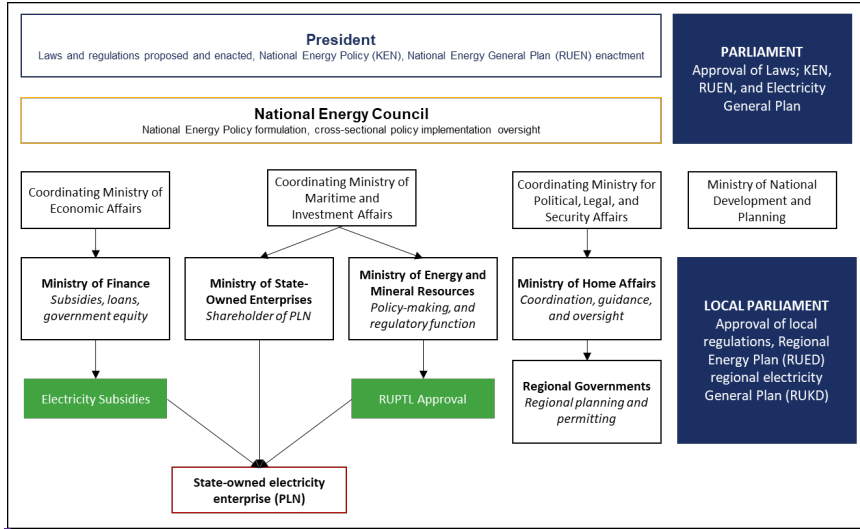 President
Laws and regulations proposed and enacted, National Energy Policy (KEN), National Energy General Plan (RUEN) enactment
PARLIAMENT
Approval of Laws; KEN,
RUEN, and Electricity
General Plan
National Energy Council
National Energy Policy formulation, cross-sectional policy implementation oversight
Coordinating Ministry of
Economic Affairs
Coordinating Ministry of
Maritime and
Investment Affairs
Coordinating Ministry for
Political, Legal, and
Security Affairs
Ministry of National
Development and
Planning
Ministry of Finance
Subsidies, loans,
government equity
Ministry of State-
Owned Enterprises
Shareholder of PLN
Ministry of Energy and
Mineral Resources
Policy-making, and
regulatory function
Ministry of Home Affairs
Coordination, guidance,
and oversight
LOCAL PARLIAMENT
Approval of local
regulations, Regional
Energy Plan (RUED)
regional electricity
General Plan (RUKD)
Electricity Subsidies
RUPTL Approval
Regional Governments
Regional planning and
permitting
State-owned electricity
enterprise (PLN)